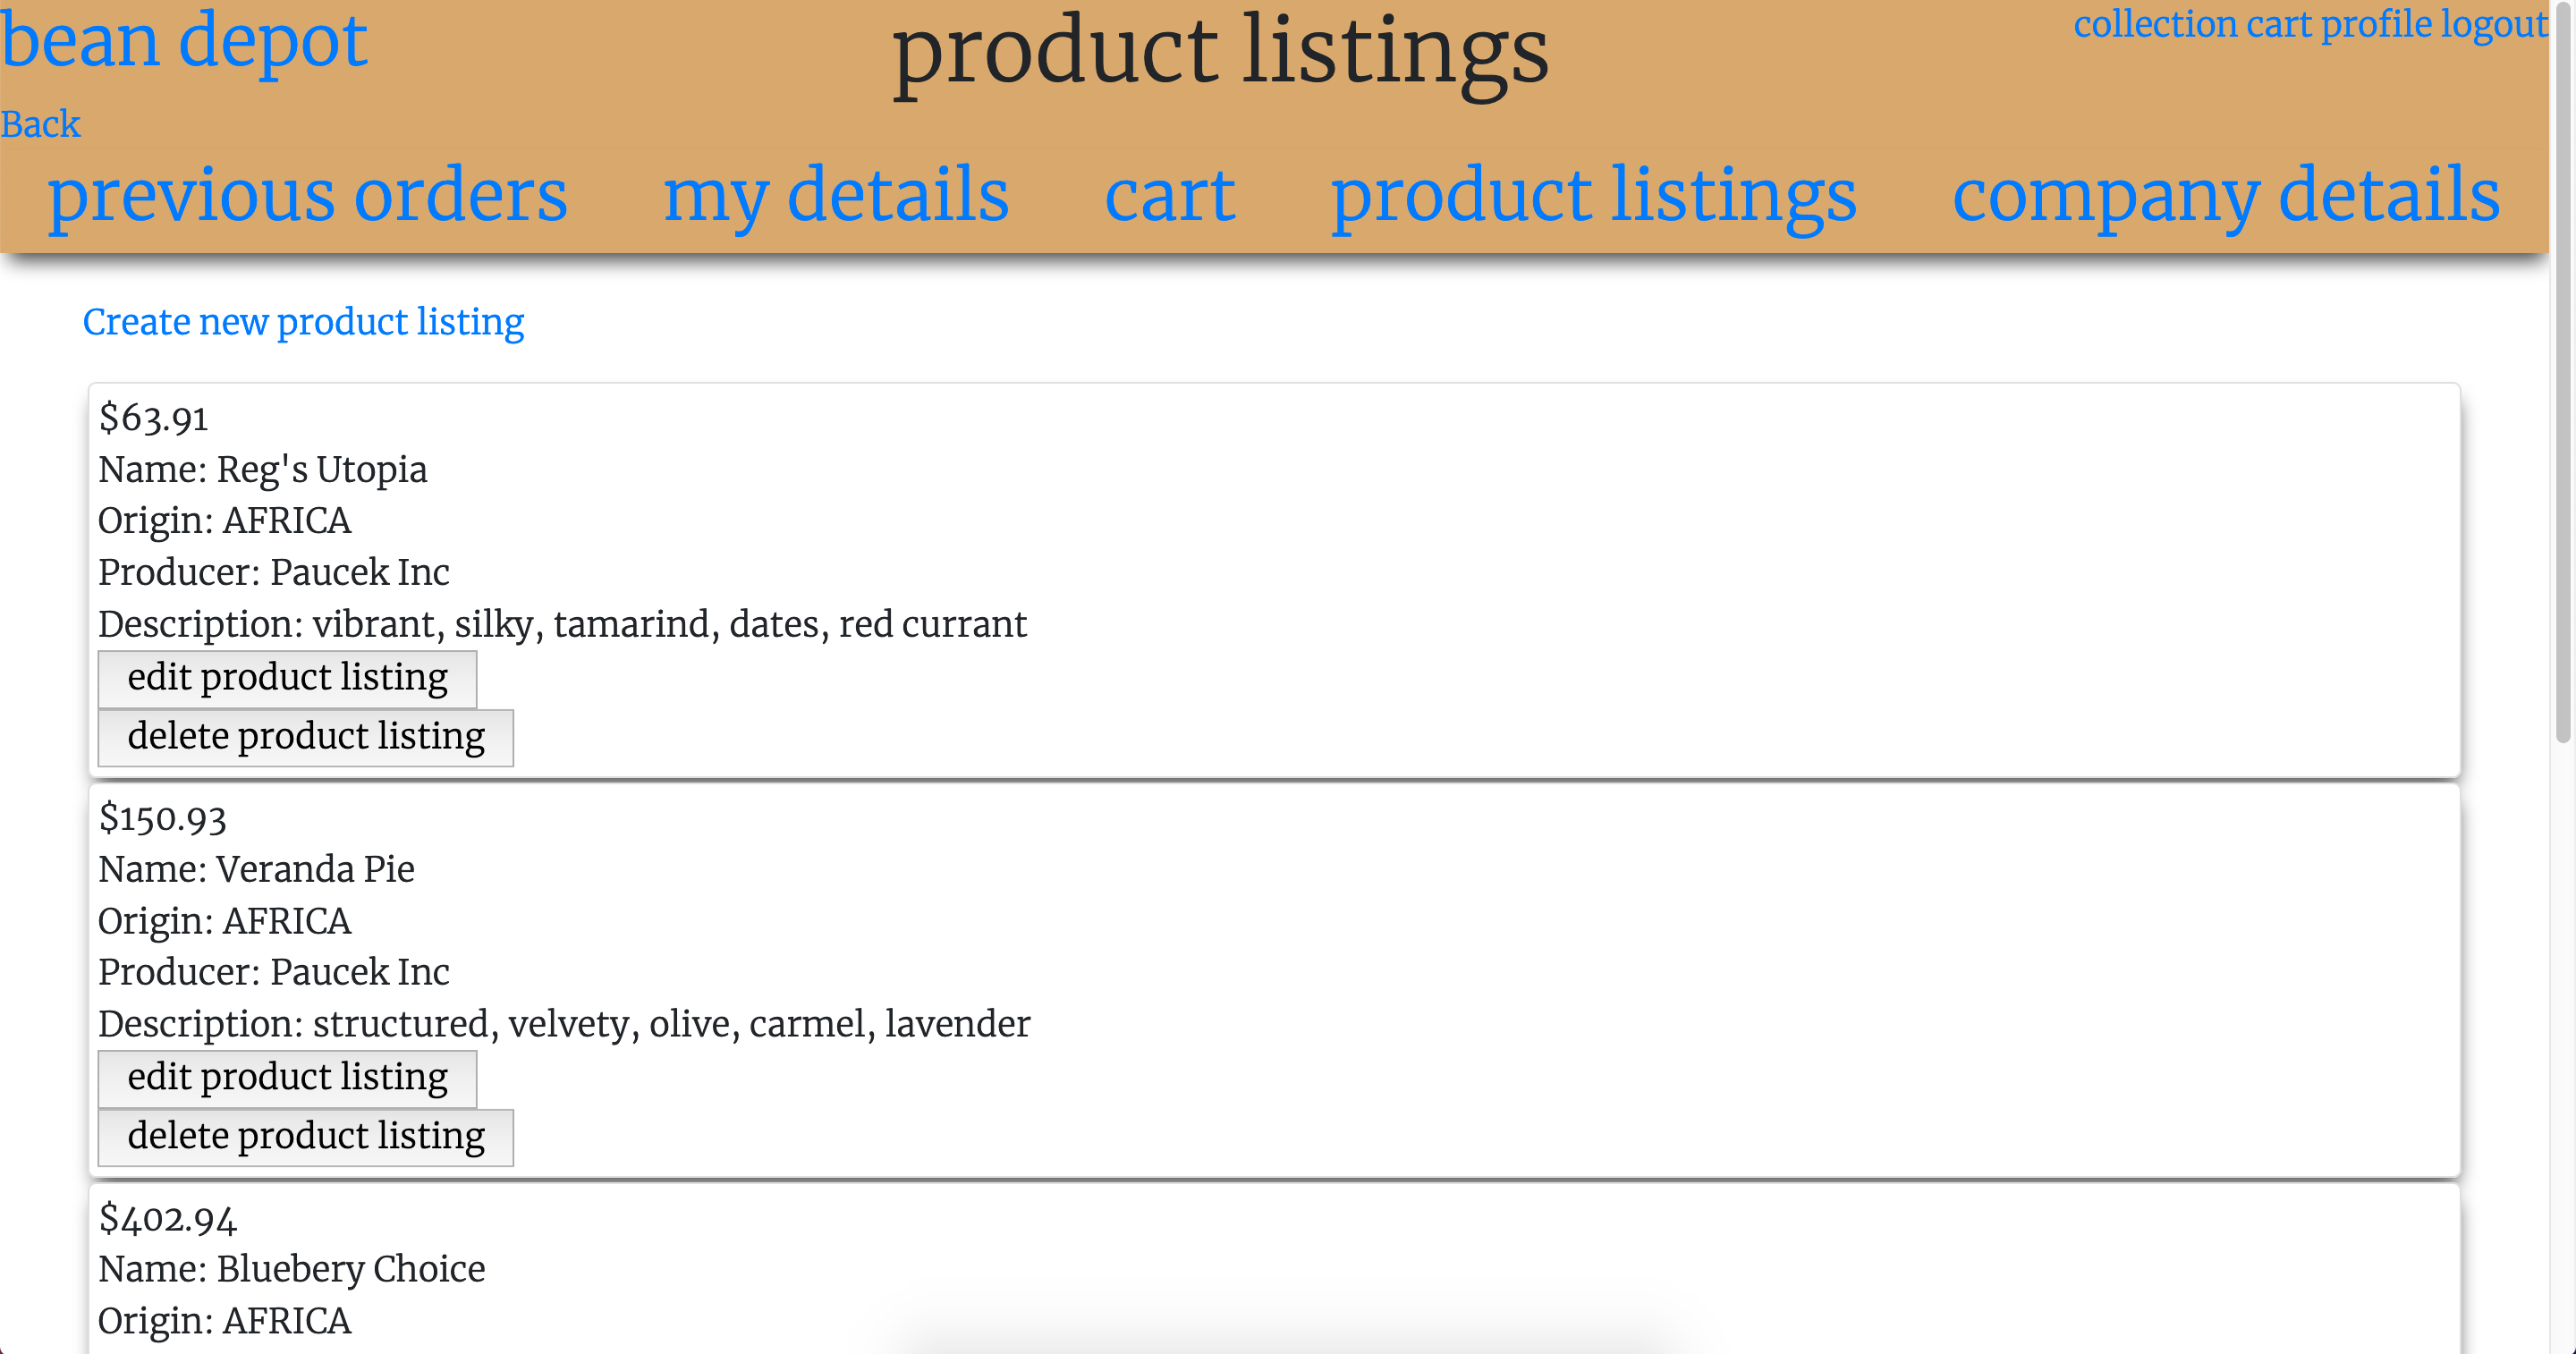 bean depot
product listings
collection cart profile logout
Back
previous orders my details cart product listings company details
Create new product listing
$63.91
Name: Reg's Utopia
Origin: AFRICA
Producer: Paucek Inc
Description: vibrant, silky, tamarind, dates, red currant
edit product listing
delete product listing
$150.93
Name: Veranda Pie
Origin: AFRICA
Producer: Paucek Inc
Description: structured, velvety, olive, carmel, lavender
edit product listing
delete product listing
$402.94
Name: Bluebery Choice
Origin: AFRICA